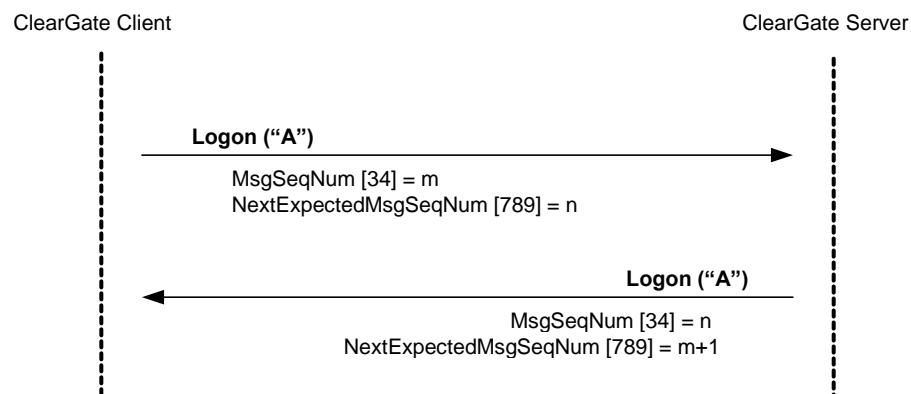 ClearGate Client
ClearGate Server
Logon (“A”)
MsgSeqNum [34] = m
NextExpectedMsgSeqNum [789] = n
Logon (“A”)
MsgSeqNum [34] = n
NextExpectedMsgSeqNum [789] = m+1